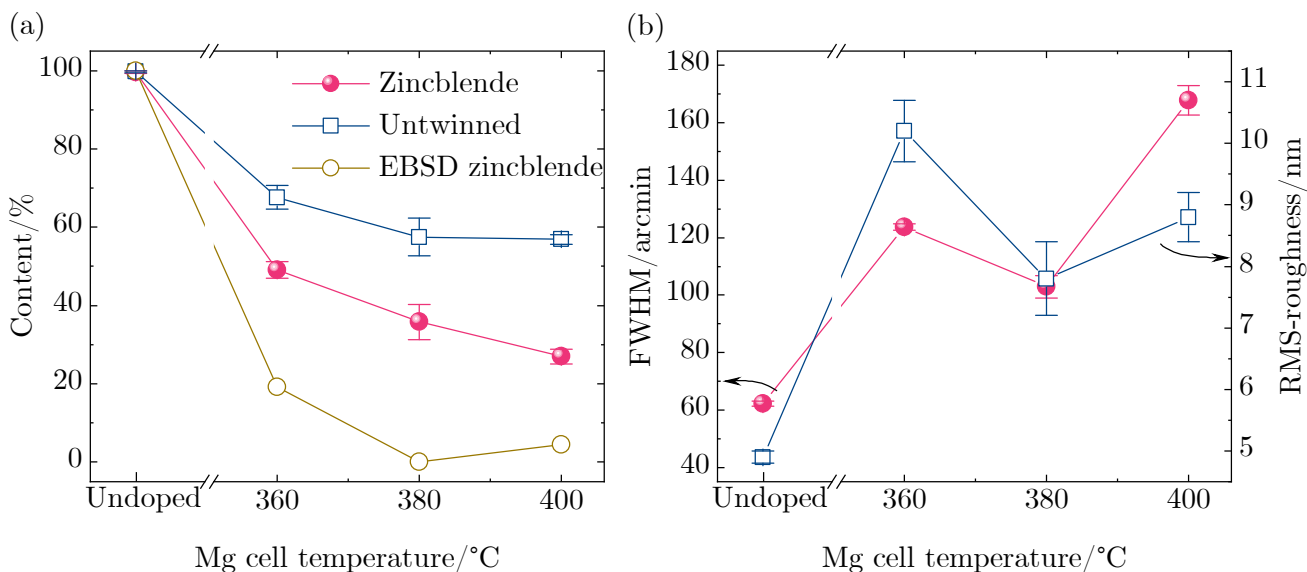 (a)
Content/%
100
80
60
40
20
0
Zincblende
Untwinned
EBSD zincblende
Undoped 360 380 400
Mg cell temperature/°C
(b)
FWHM/arcmin
180
160
140
120
100
80
60
40
11
10
9
8
7
6
5
RMS-roughness/nm
Undoped 360 380 400
Mg cell temperature/°C